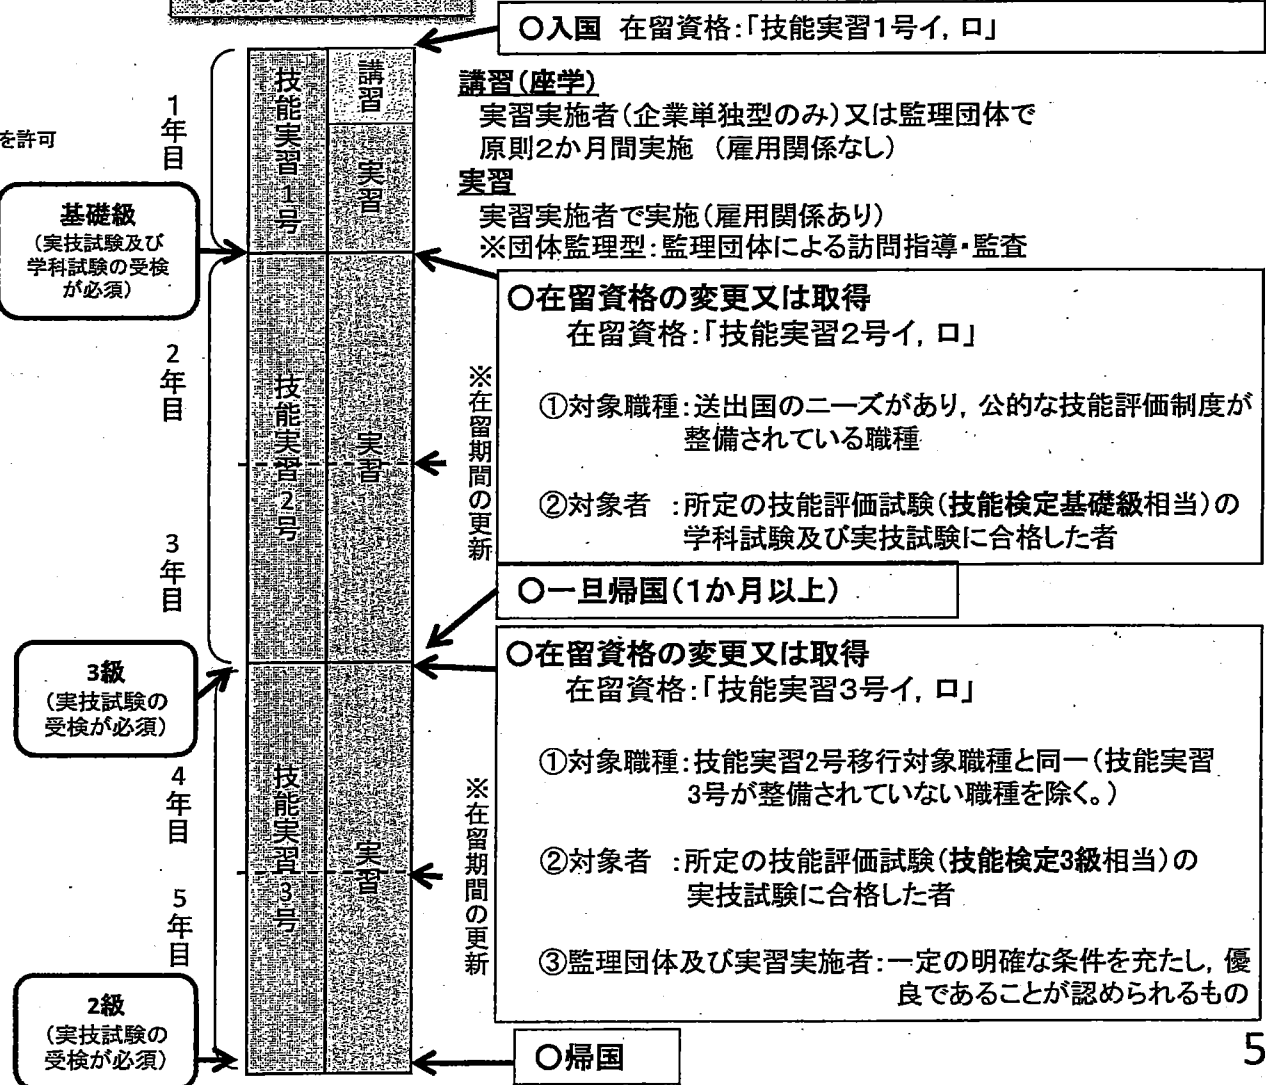 ○入国 在留資格:「技能実習1号イ, ロ」
講習(座学)
実習実施者(企業単独型のみ)又は監理団体で
原則2か月間実施 (雇用関係なし)
実習
実習実施者で実施(雇用関係あり)
※団体監理型:監理団体による訪問指導・監査
を許可
1年目
技能実習1号
講習
実習
基礎級
(実技試験及び
学科試験の受検
が必須)
○在留資格の変更又は取得
在留資格:「技能実習2号イ, ロ」
①対象職種:送出国のニーズがあり, 公的な技能評価制度が
整備されている職種
②対象者 :所定の技能評価試験(技能検定基礎級相当)の
学科試験及び実技試験に合格した者
2年目
3年目
技能実習2号
実習
※在留期間の更新
○一旦帰国(1か月以上)
3級
(実技試験の
受検が必須)
○在留資格の変更又は取得
在留資格:「技能実習3号イ, ロ」
①対象職種:技能実習2号移行対象職種と同一(技能実習
3号が整備されていない職種を除く。)
②対象者 :所定の技能評価試験(技能検定3級相当)の
実技試験に合格した者
③監理団体及び実習実施者:一定の明確な条件を充たし, 優
良であることが認められるもの
4年目
5年目
技能実習3号
実習
※在留期間の更新
2級
(実技試験の
受検が必須)
○帰国
5